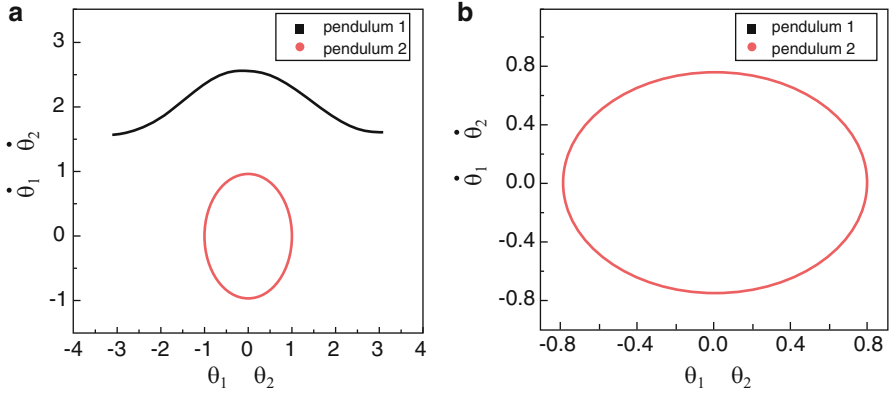 a
pendulum 1
pendulum 2
3
2
1
0
-1
-4 -3 -2 -1 0 1 2 3 4
θ̇1 θ̇2
θ1 θ2
b
pendulum 1
pendulum 2
0.8
0.4
0.0
-0.4
-0.8
-0.8 -0.4 0.0 0.4 0.8
θ̇1 θ̇2
θ1 θ2